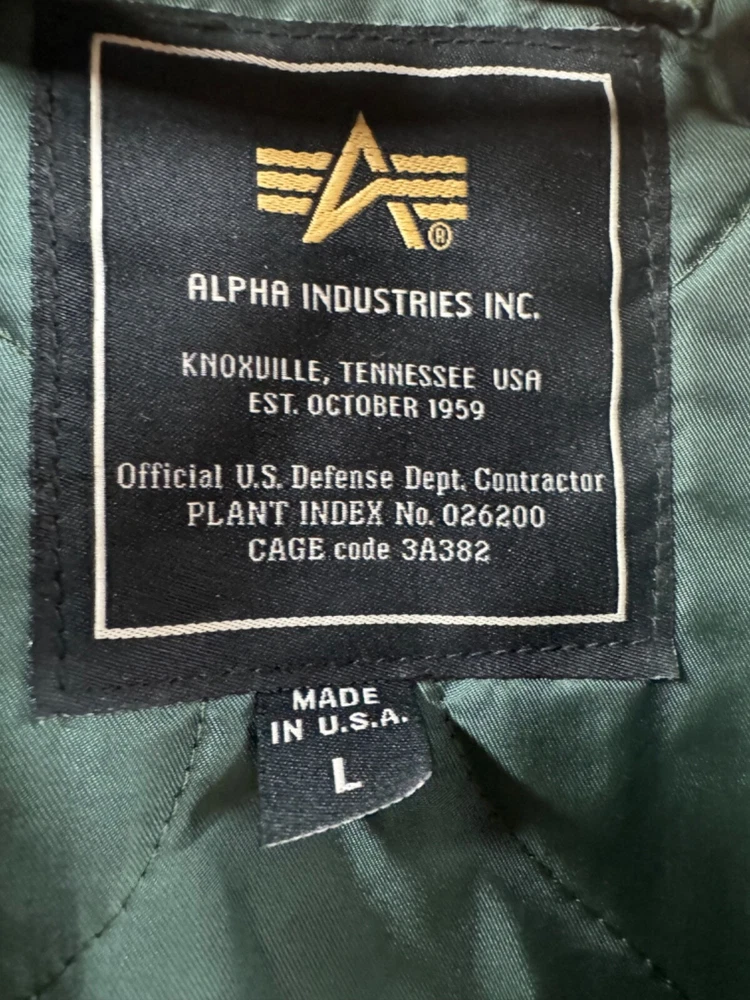 ®
ALPHA INDUSTRIES INC.
KNOXVILLE, TENNESSEE USA
EST. OCTOBER 1959
Official U.S. Defense Dept. Contractor
PLANT INDEX No. 026200
CAGE code 3A382
MADE
IN U.S.A.
L